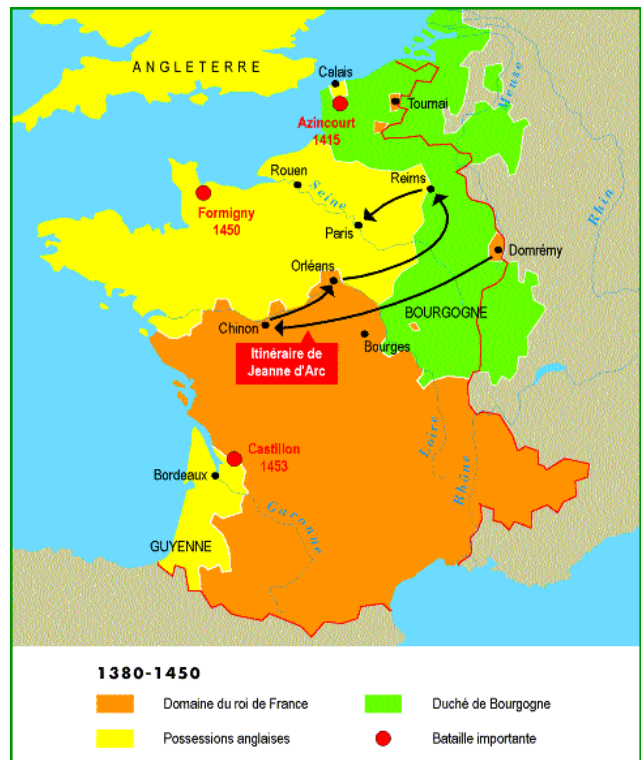 ANGLETERRE
Calais
Azincourt
1415
Tournai
Meuse
Rhin
Rouen
Seine
Reims
Formigny
1450
Paris
Domrémy
Orléans
BOURGOGNE
Chinon
Bourges
Itinéraire de
Jeanne d'Arc
Loire
Rhône
Castillon
1453
Bordeaux
Garonne
GUYENNE
1380-1450
Domaine du roi de France
Duché de Bourgogne
Possessions anglaises
Bataille importante